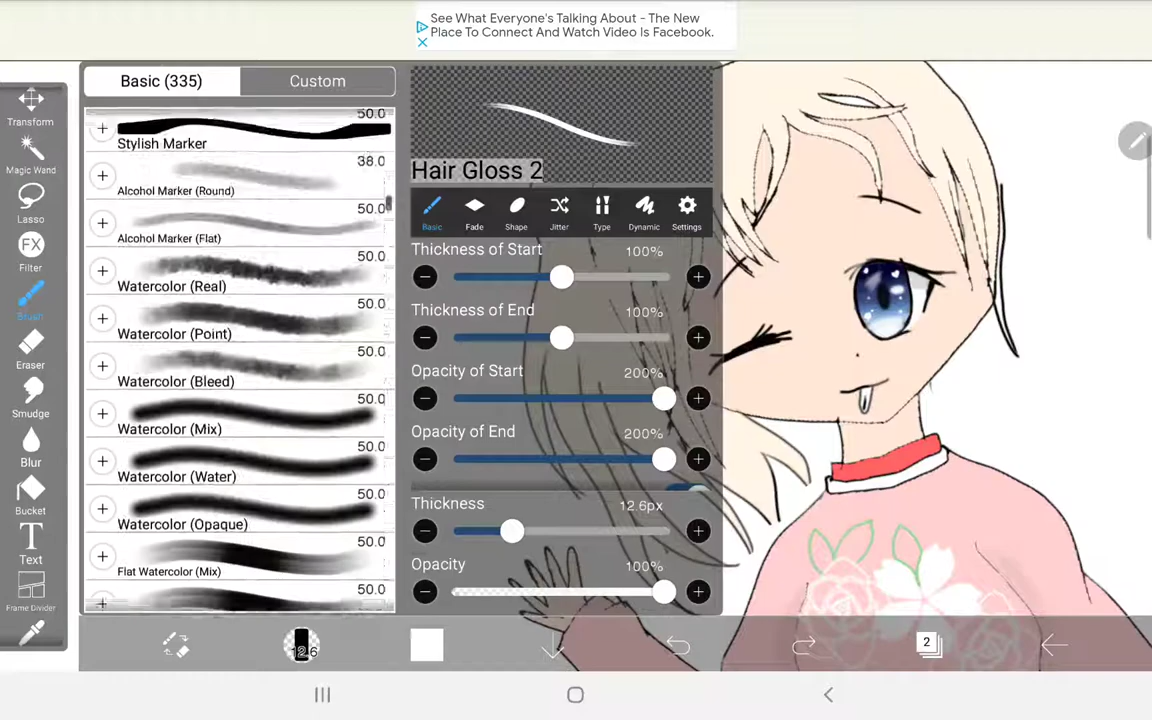 See What Everyone's Talking About - The New
Place To Connect And Watch Video Is Facebook.
Basic (335)
Custom
50.0
Stylish Marker
38.0
Alcohol Marker (Round)
50.0
Alcohol Marker (Flat)
50.0
Watercolor (Real)
50.0
Watercolor (Point)
50.0
Watercolor (Bleed)
50.0
Watercolor (Mix)
50.0
Watercolor (Water)
50.0
Watercolor (Opaque)
50.0
Flat Watercolor (Mix)
50.0
Transform
Magic Wand
Lasso
FX
Filter
Brush
Eraser
Smudge
Blur
Bucket
T
Text
Frame Divider
Hair Gloss 2
Basic
Fade
Shape
Jitter
Type
Dynamic
Settings
Thickness of Start 100%
Thickness of End 100%
Opacity of Start 200%
Opacity of End 200%
Thickness 12.6px
Opacity 100%
12.6
2